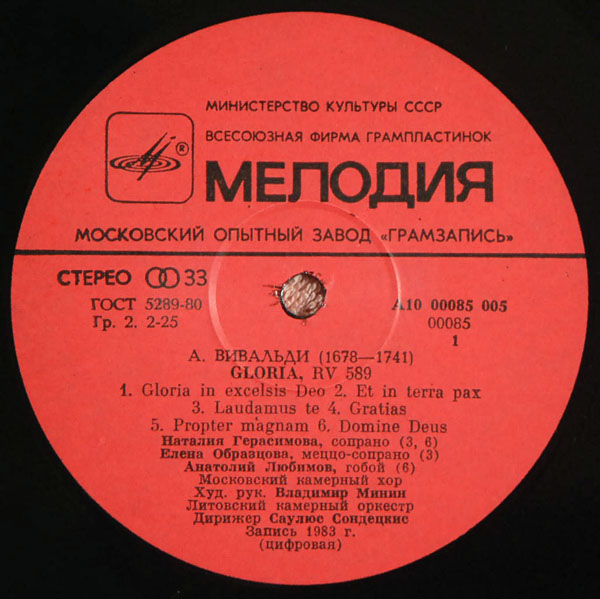 МИНИСТЕРСТВО КУЛЬТУРЫ СССР
ВСЕСОЮЗНАЯ ФИРМА ГРАМПЛАСТИНОК
®
МЕЛОДИЯ
МОСКОВСКИЙ ОПЫТНЫЙ ЗАВОД «ГРАМЗАПИСЬ»
СТЕРЕО 33
ГОСТ 5289-80
Гр. 2. 2-25
А10 00085 005
00085
1
А. ВИВАЛЬДИ (1678—1741)
GLORIA, RV 589
1. Gloria in excelsis Deo 2. Et in terra pax
3. Laudamus te 4. Gratias
5. Propter magnam 6. Domine Deus
Наталия Герасимова, сопрано (3, 6)
Елена Образцова, меццо-сопрано (3)
Анатолий Любимов, гобой (6)
Московский камерный хор
Худ. рук. Владимир Минин
Литовский камерный оркестр
Дирижер Саулюс Сондецкис
Запись 1983 г.
(цифровая)